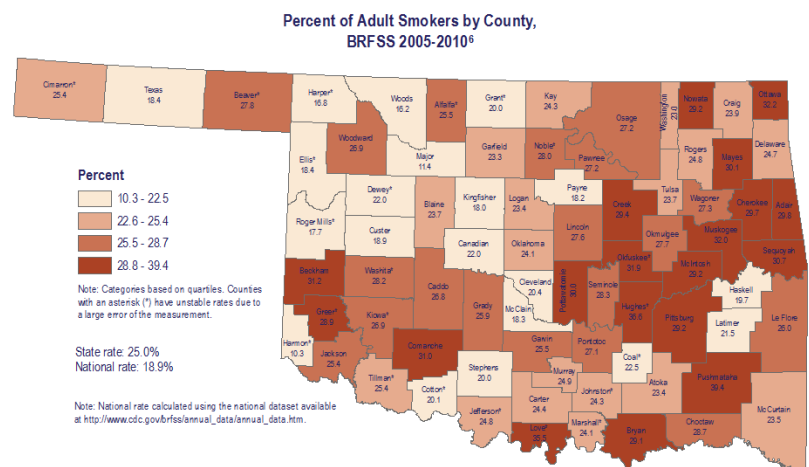 Percent of Adult Smokers by County,
BRFSS 2005-2010⁶
Cimarron*
25.4
Texas
18.4
Beaver*
27.8
Harper*
16.8
Woods
16.2
Alfalfa*
25.5
Grant*
20.0
Kay
24.3
Osage
27.2
Washington
23.0
Nowata
29.2
Craig
23.9
Ottawa
32.2
Woodward
26.9
Ellis*
18.4
Major
11.4
Garfield
23.3
Noble*
28.0
Pawnee
27.2
Rogers
24.8
Mayes
30.1
Delaware
24.7
Percent
10.3 - 22.5
22.6 - 25.4
25.5 - 28.7
28.8 - 39.4
Dewey*
22.0
Blaine
23.7
Kingfisher
18.0
Logan
23.4
Payne
18.2
Creek
29.4
Tulsa
23.7
Wagoner
27.3
Cherokee
29.7
Adair
29.8
Roger Mills*
17.7
Custer
18.9
Canadian
22.0
Oklahoma
24.1
Lincoln
27.6
Okmulgee
27.7
Muskogee
32.0
Sequoyah
30.7
Note: Categories based on quartiles. Counties
with an asterisk (*) have unstable rates due to
a large error of the measurement.
Beckham
31.2
Washita*
28.2
Caddo
26.8
Grady
25.9
Cleveland
20.4
McClain
18.3
Pottawatomie
Seminole
28.3
Okfuskee*
31.9
McIntosh
29.2
Haskell
19.7
Hughes*
Pittsburg
29.2
Latimer
21.5
Le Flore
26.0
Greer*
28.9
Kiowa*
26.9
Harmon*
10.3
Jackson
25.4
Comanche
31.0
Tillman*
25.4
Cotton*
20.1
Stephens
20.0
Garvin
25.5
Pontotoc
27.1
Coal*
22.5
Murray
24.9
Johnston*
24.3
Atoka
23.4
Pushmataha
39.4
McCurtain
23.5
Jefferson*
24.8
Carter
24.4
Love*
Marshall*
24.1
Bryan
29.1
Choctaw
28.7
State rate: 25.0%
National rate: 18.9%
Note: National rate calculated using the national dataset available
at http://www.cdc.gov/brfss/annual_data/annual_data.htm.